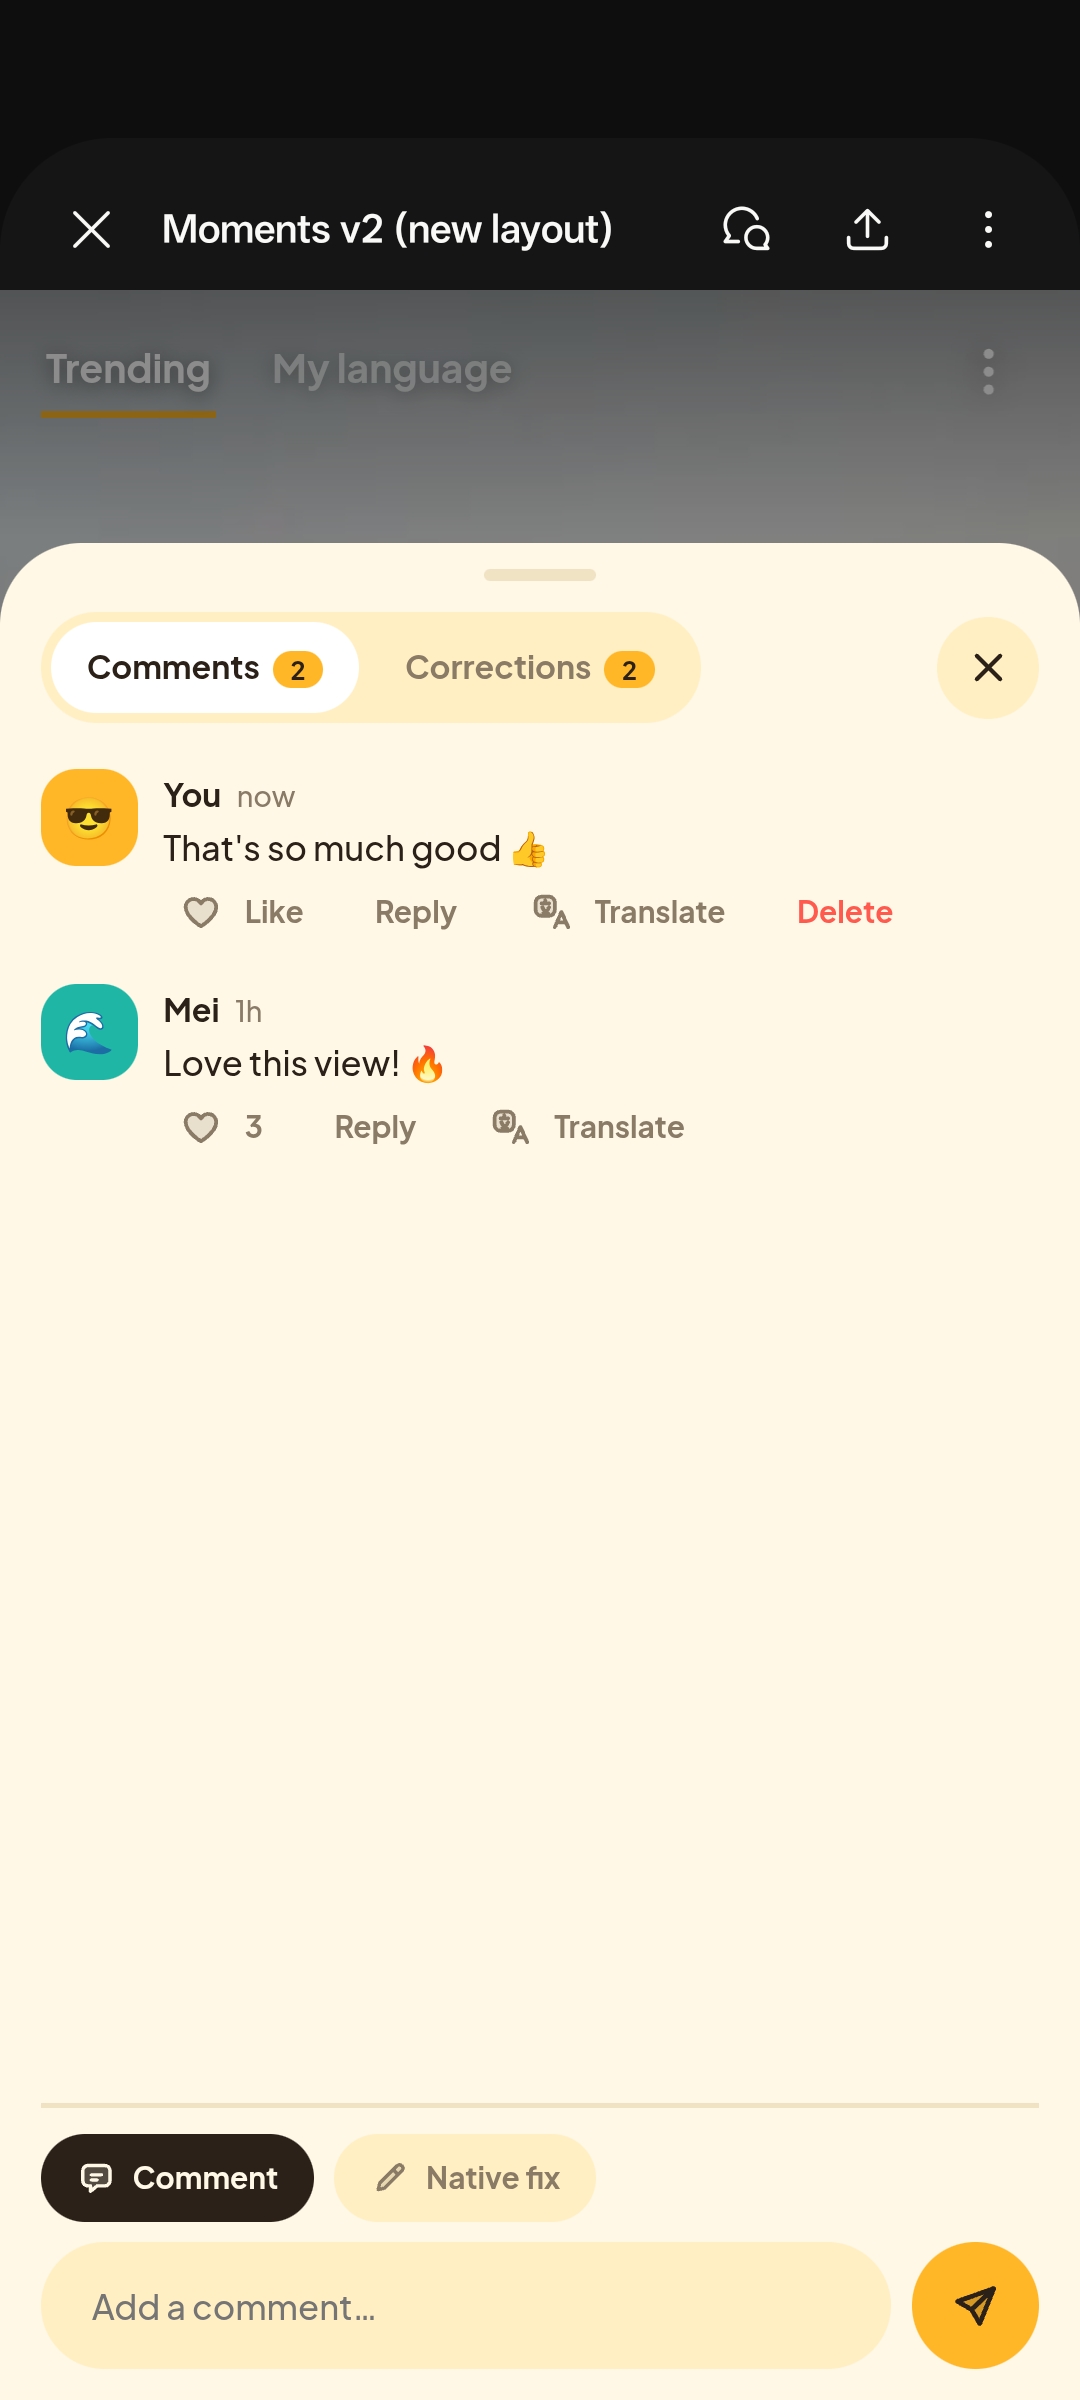 Moments v2 (new layout)
Trending My language
Comments 2 Corrections 2
You now
That's so much good 👍
Like Reply Translate Delete
Mei 1h
Love this view! 🔥
3 Reply Translate
Comment Native fix
Add a comment...